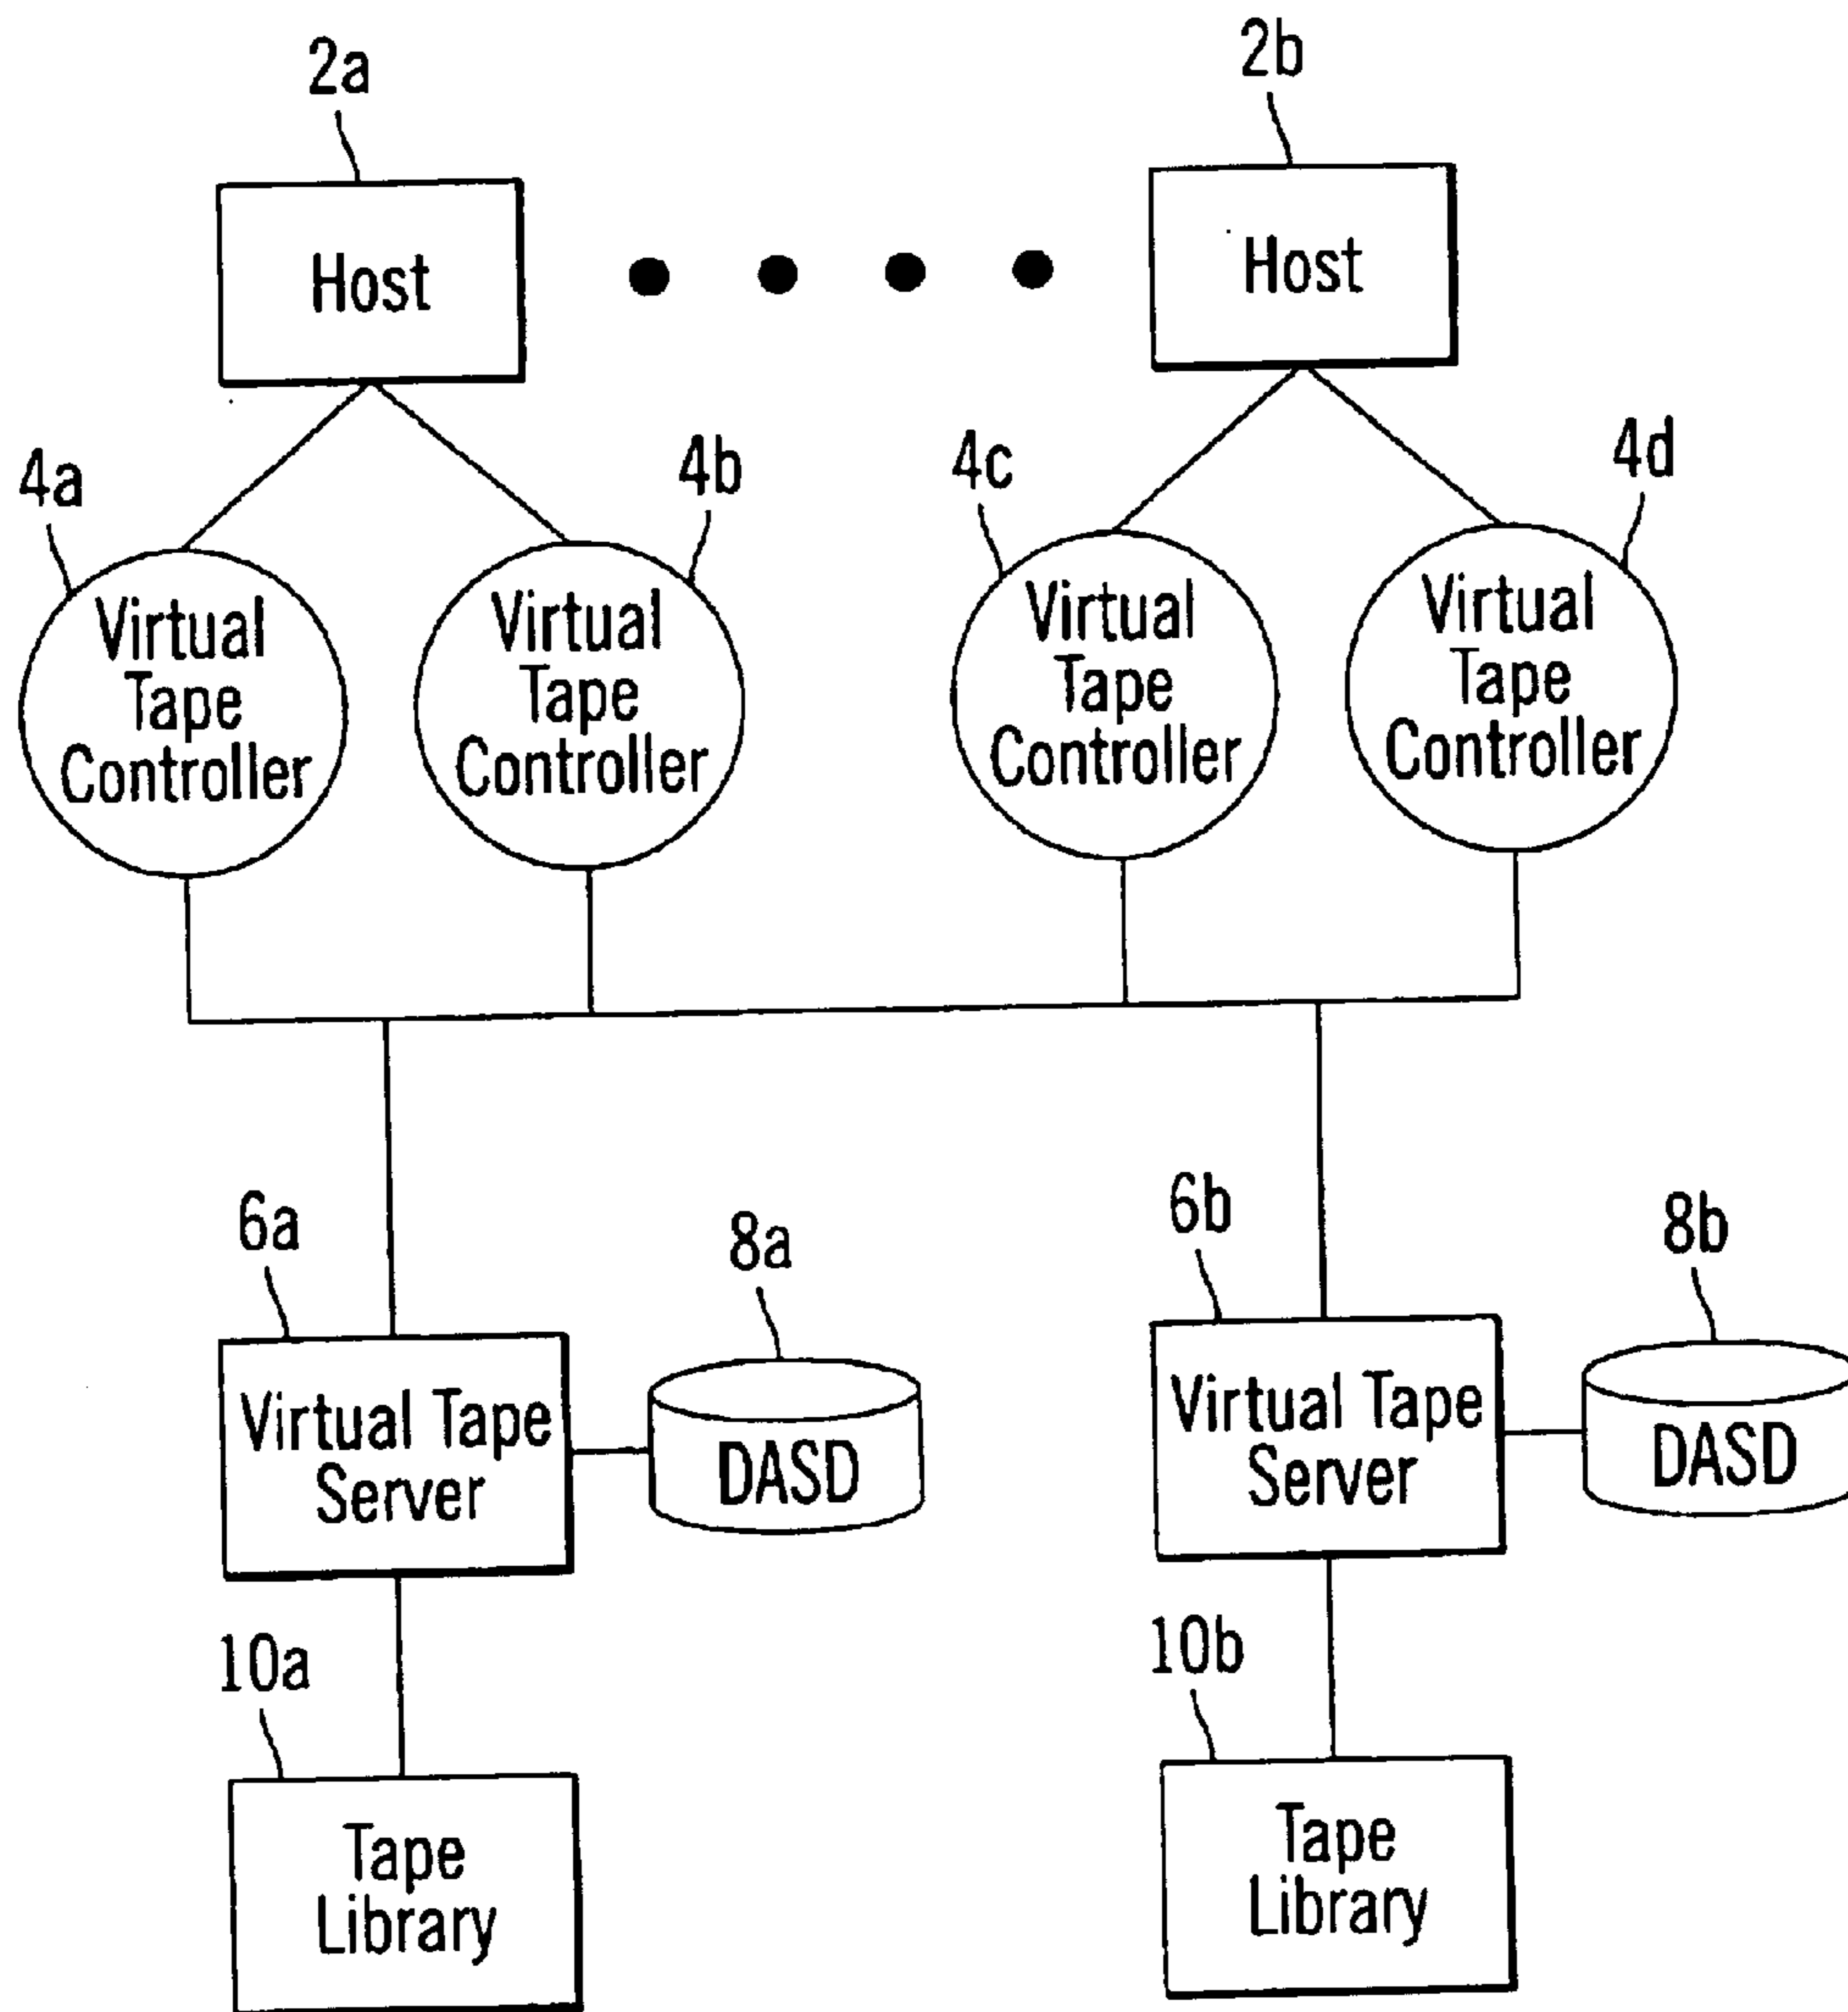 2a
2b
Host
Host
4a
4b
4c
4d
Virtual
Tape
Controller
Virtual
Tape
Controller
Virtual
Tape
Controller
Virtual
Tape
Controller
6a
8a
6b
8b
Virtual Tape
Server
DASD
Virtual Tape
Server
DASD
10a
10b
Tape
Library
Tape
Library